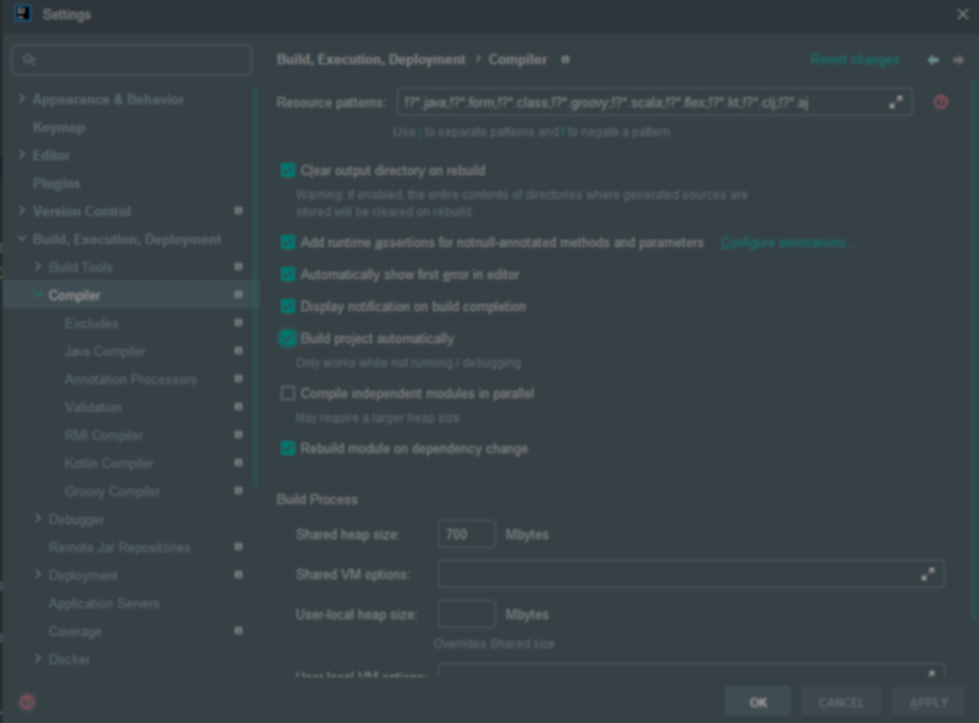 Settings
Build, Execution, Deployment › Compiler
Revert changes
Appearance & Behavior
Keymap
Editor
Plugins
Version Control
Build, Execution, Deployment
Build Tools
Compiler
Excludes
Java Compiler
Annotation Processors
Validation
RMI Compiler
Kotlin Compiler
Groovy Compiler
Debugger
Remote Jar Repositories
Deployment
Application Servers
Coverage
Docker
Resource patterns: !?*.java;!?*.form;!?*.class;!?*.groovy;!?*.scala;!?*.flex;!?*.kt;!?*.clj;!?*.aj
Use ; to separate patterns and ! to negate a pattern.
Clear output directory on rebuild
Warning: if enabled, the entire contents of directories where generated sources are
stored will be cleared on rebuild.
Add runtime assertions for notnull-annotated methods and parameters Configure annotations...
Automatically show first error in editor
Display notification on build completion
Build project automatically
Only works while not running / debugging
Compile independent modules in parallel
May require a larger heap size
Rebuild module on dependency change
Build Process
Shared heap size: 700 Mbytes
Shared VM options:
User-local heap size: Mbytes
Overrides Shared size
User-local VM options:
OK CANCEL APPLY